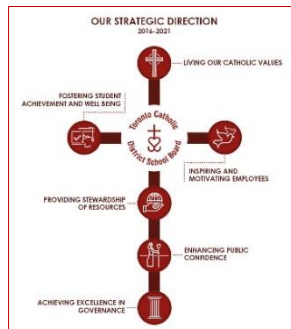 OUR STRATEGIC DIRECTION
2016-2021
LIVING OUR CATHOLIC VALUES
FOSTERING STUDENT
ACHIEVEMENT AND WELL BEING
Toronto Catholic
District School Board
INSPIRING AND
MOTIVATING EMPLOYEES
PROVIDING STEWARDSHIP
OF RESOURCES
ENHANCING PUBLIC
CONFIDENCE
ACHIEVING EXCELLENCE IN
GOVERNANCE